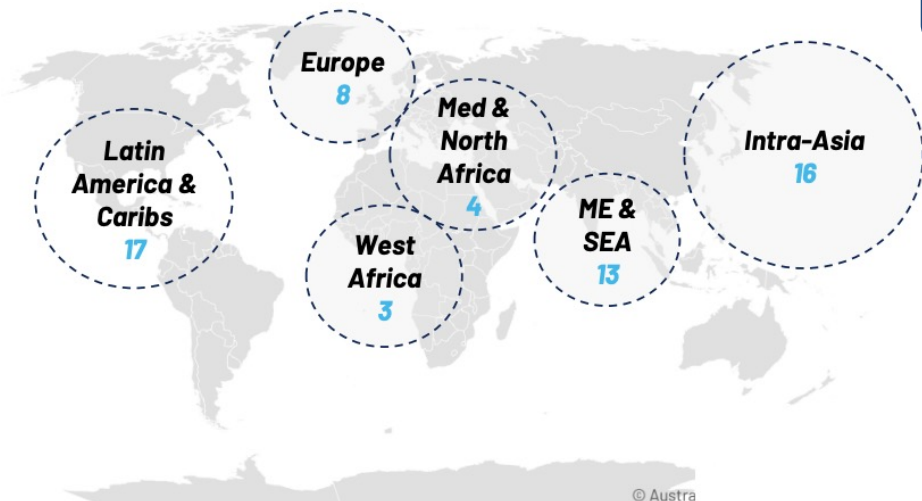 Europe
8
Med &
North
Africa
4
Intra-Asia
16
Latin
America &
Caribs
17
ME &
SEA
13
West
Africa
3
© Austra